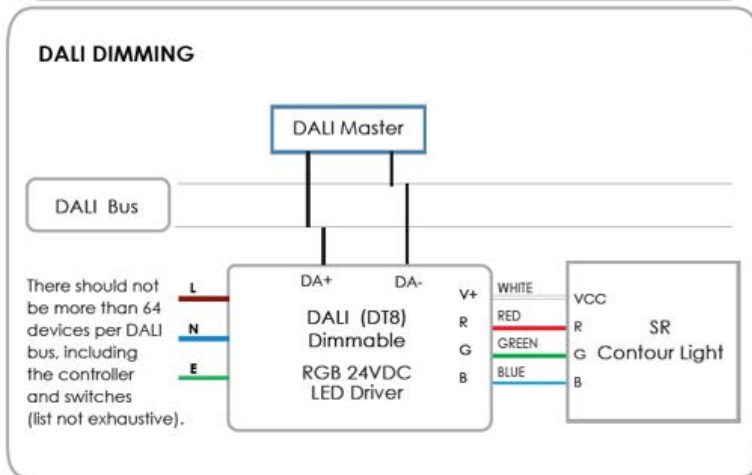 DALI DIMMING
DALI Master
DALI Bus
There should not
be more than 64
devices per DALI
bus, including
the controller
and switches
(list not exhaustive).
L
N
E
DA+
DA-
DALI (DT8)
Dimmable
RGB 24VDC
LED Driver
V+
R
G
B
WHITE
RED
GREEN
BLUE
VCC
R
G
B
SR
Contour Light